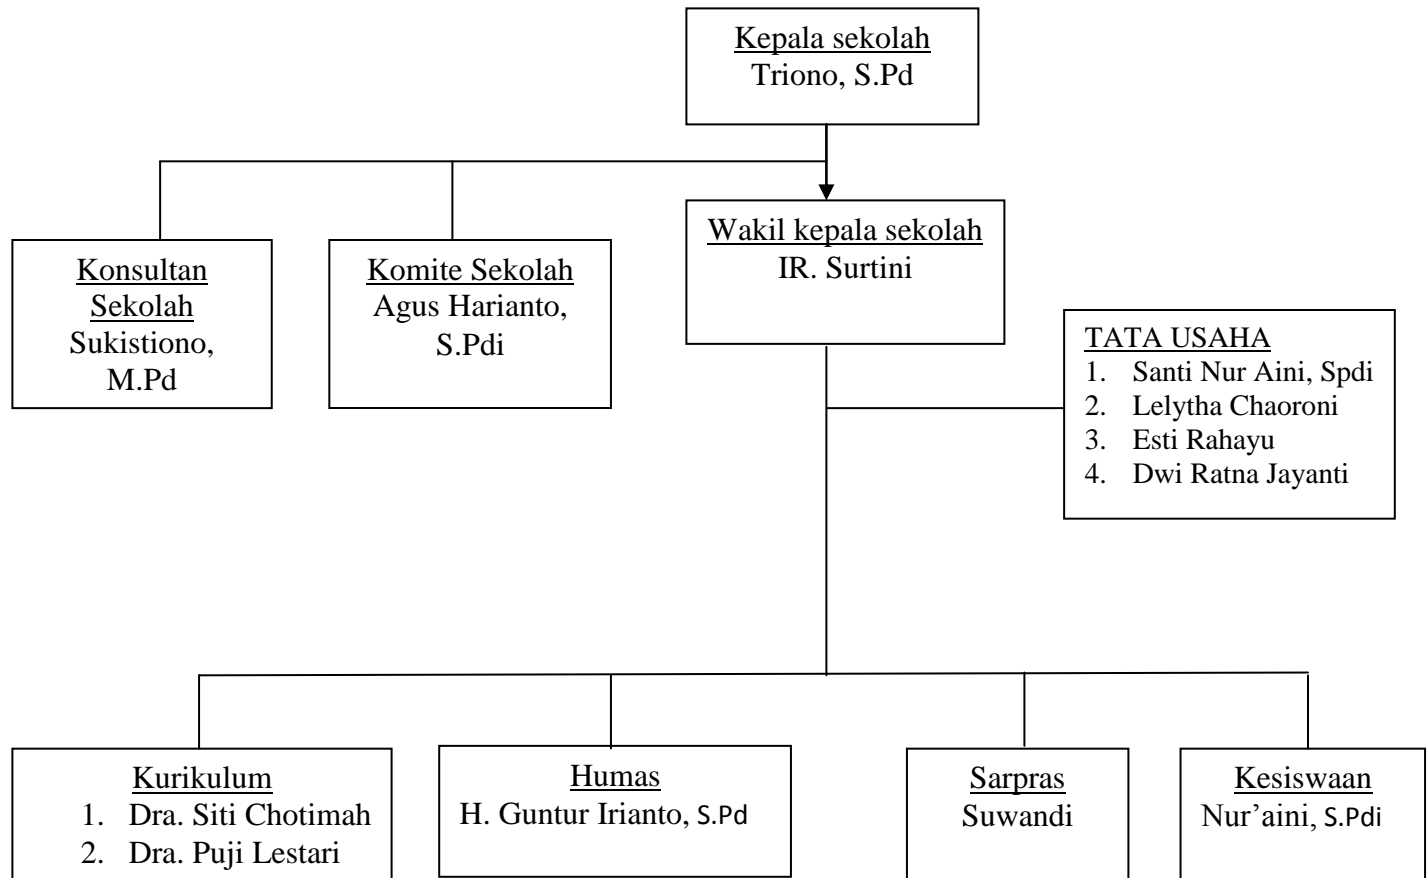 Kepala sekolah
Triono, S.Pd
Wakil kepala sekolah
IR. Surtini
Konsultan
Sekolah
Sukistiono,
M.Pd
Komite Sekolah
Agus Harianto,
S.Pdi
TATA USAHA
1. Santi Nur Aini, Spdi
2. Lelytha Chaoroni
3. Esti Rahayu
4. Dwi Ratna Jayanti
Kurikulum
1. Dra. Siti Chotimah
2. Dra. Puji Lestari
Humas
H. Guntur Irianto, S.Pd
Sarpras
Suwandi
Kesiswaan
Nur’aini, S.Pdi